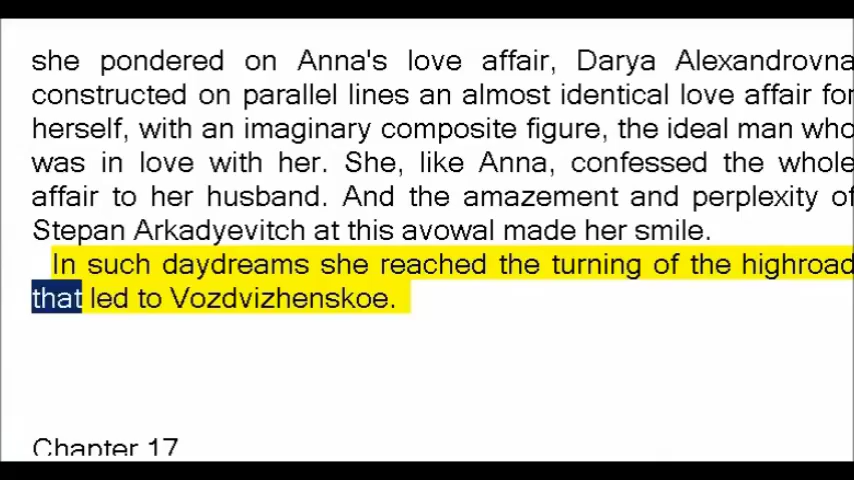 she pondered on Anna's love affair, Darya Alexandrovna
constructed on parallel lines an almost identical love affair for
herself, with an imaginary composite figure, the ideal man who
was in love with her. She, like Anna, confessed the whole
affair to her husband. And the amazement and perplexity of
Stepan Arkadyevitch at this avowal made her smile.
In such daydreams she reached the turning of the highroad
that led to Vozdvizhenskoe.
Chapter 17